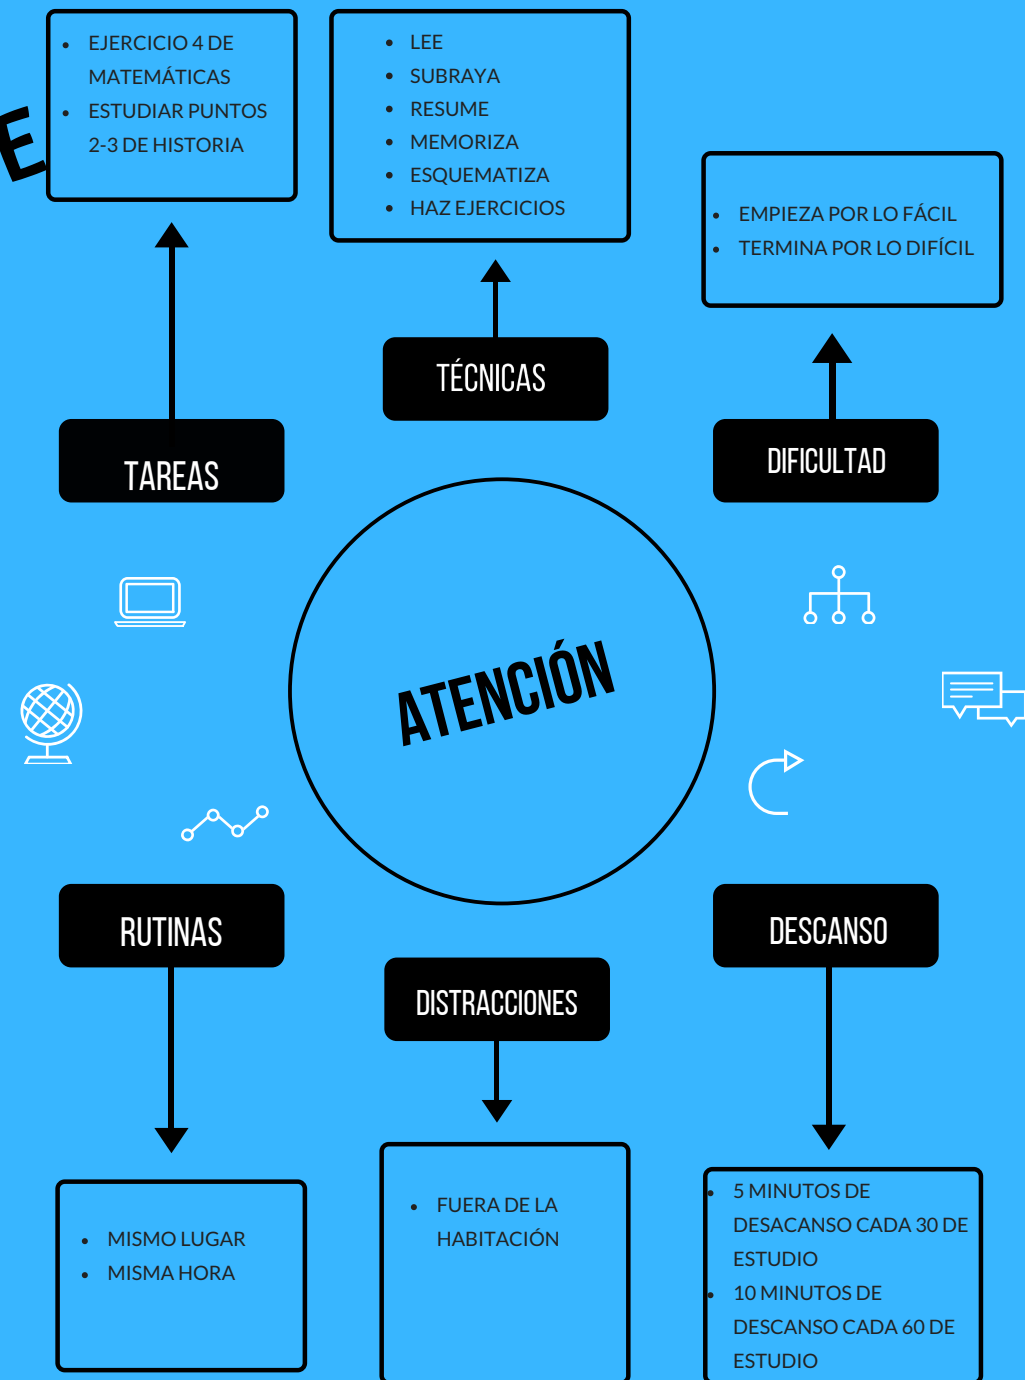 EJERCICIO 4 DE
MATEMÁTICAS
ESTUDIAR PUNTOS
2-3 DE HISTORIA
LEE
SUBRAYA
RESUME
MEMORIZA
ESQUEMATIZA
HAZ EJERCICIOS
EMPIEZA POR LO FÁCIL
TERMINA POR LO DIFÍCIL
E
TÉCNICAS
TAREAS
DIFICULTAD
ATENCIÓN
RUTINAS
DISTRACCIONES
DESCANSO
MISMO LUGAR
MISMA HORA
FUERA DE LA
HABITACIÓN
5 MINUTOS DE
DESACANSO CADA 30 DE
ESTUDIO
10 MINUTOS DE
DESCANSO CADA 60 DE
ESTUDIO